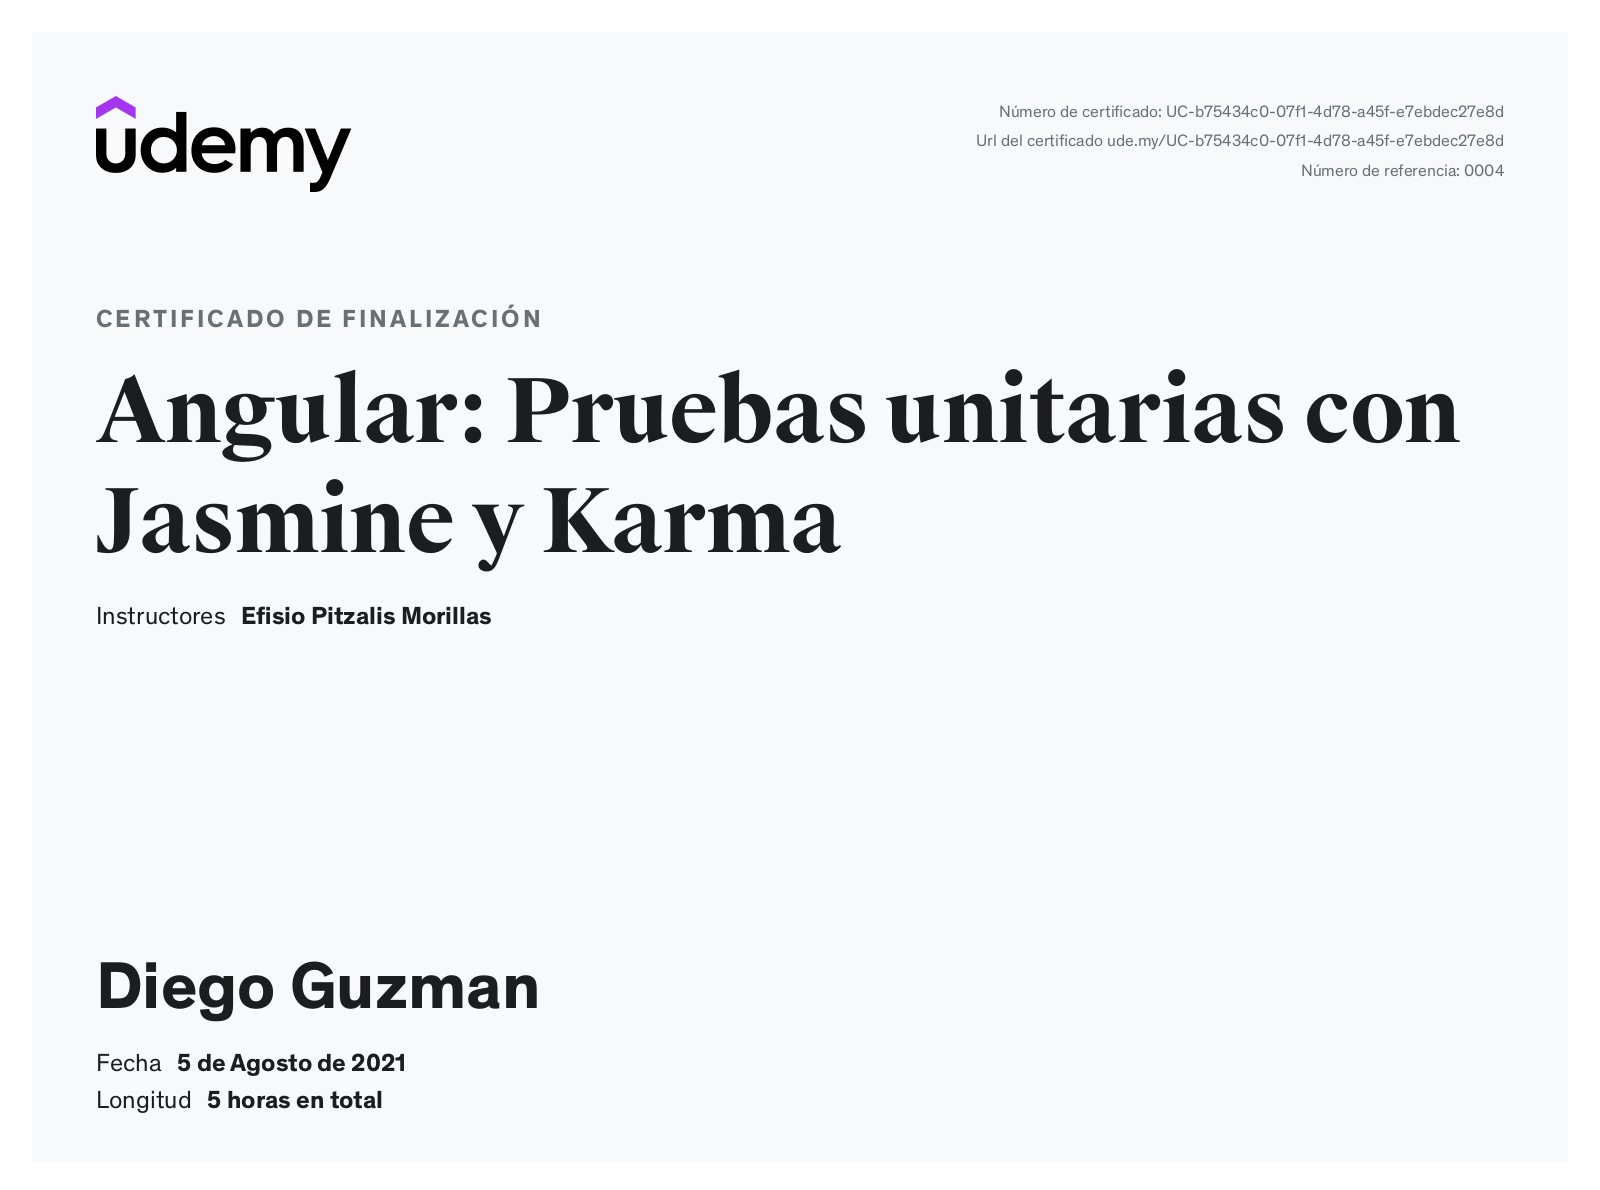 udemy
Número de certificado: UC-b75434c0-07f1-4d78-a45f-e7ebdec27e8d
Url del certificado ude.my/UC-b75434c0-07f1-4d78-a45f-e7ebdec27e8d
Número de referencia: 0004
CERTIFICADO DE FINALIZACIÓN
Angular: Pruebas unitarias con
Jasmine y Karma
Instructores Efisio Pitzalis Morillas
Diego Guzman
Fecha 5 de Agosto de 2021
Longitud 5 horas en total